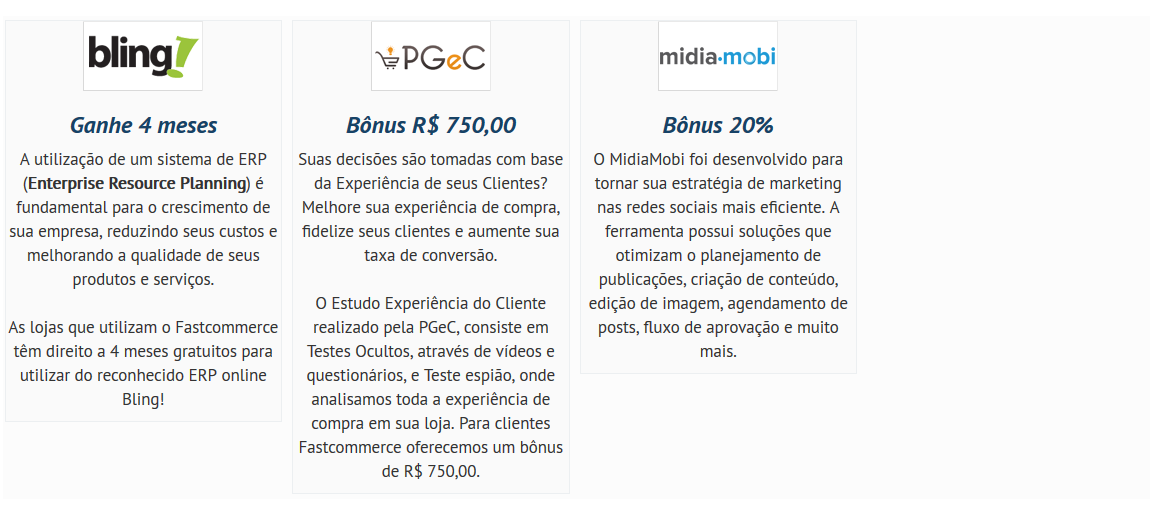 bling!
Ganhe 4 meses
A utilização de um sistema de ERP
(Enterprise Resource Planning) é
fundamental para o crescimento de
sua empresa, reduzindo seus custos e
melhorando a qualidade de seus
produtos e serviços.
As lojas que utilizam o Fastcommerce
têm direito a 4 meses gratuitos para
utilizar do reconhecido ERP online
Bling!
PGeC
Bônus R$ 750,00
Suas decisões são tomadas com base
da Experiência de seus Clientes?
Melhore sua experiência de compra,
fidelize seus clientes e aumente sua
taxa de conversão.
O Estudo Experiência do Cliente
realizado pela PGeC, consiste em
Testes Ocultos, através de vídeos e
questionários, e Teste espião, onde
analisamos toda a experiência de
compra em sua loja. Para clientes
Fastcommerce oferecemos um bônus
de R$ 750,00.
midia·mobi
Bônus 20%
O MidiaMobi foi desenvolvido para
tornar sua estratégia de marketing
nas redes sociais mais eficiente. A
ferramenta possui soluções que
otimizam o planejamento de
publicações, criação de conteúdo,
edição de imagem, agendamento de
posts, fluxo de aprovação e muito
mais.